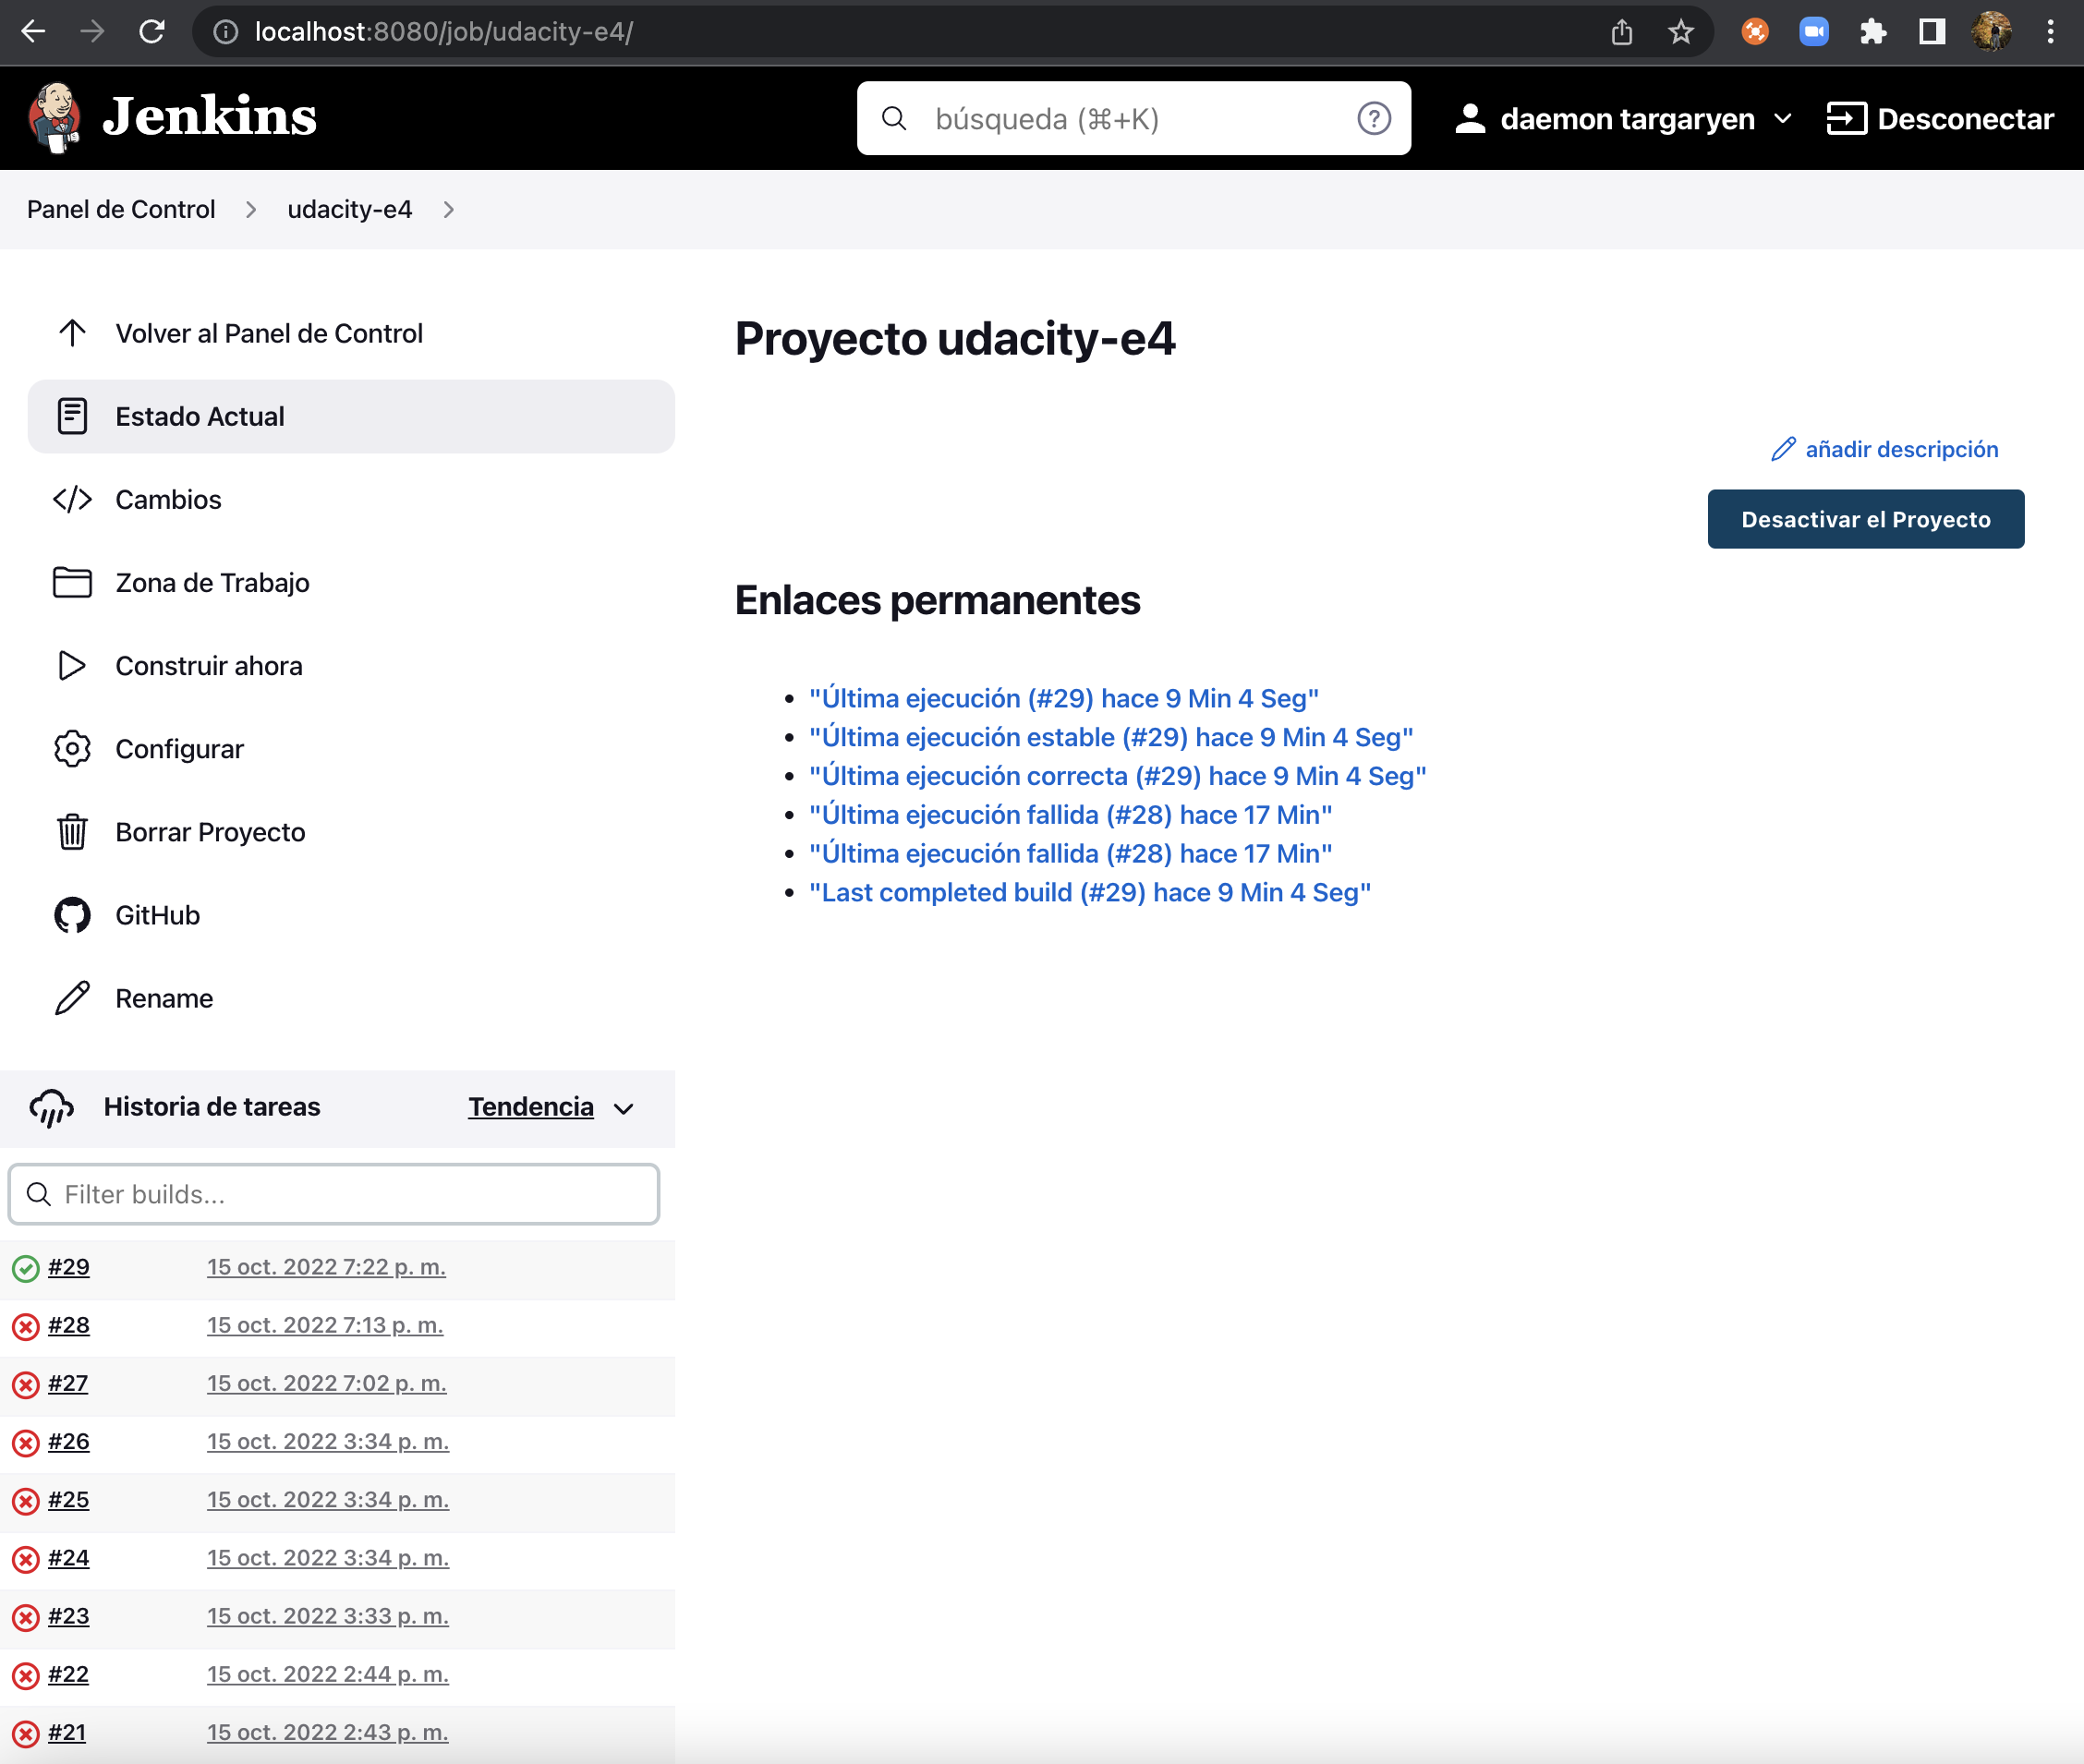 localhost:8080/job/udacity-e4/
Jenkins
búsqueda (⌘+K)
?
daemon targaryen
Desconectar
Panel de Control
udacity-e4
Volver al Panel de Control
Estado Actual
Cambios
Zona de Trabajo
Construir ahora
Configurar
Borrar Proyecto
GitHub
Rename
Historia de tareas
Tendencia
Filter builds...
#29 15 oct. 2022 7:22 p. m.
#28 15 oct. 2022 7:13 p. m.
#27 15 oct. 2022 7:02 p. m.
#26 15 oct. 2022 3:34 p. m.
#25 15 oct. 2022 3:34 p. m.
#24 15 oct. 2022 3:34 p. m.
#23 15 oct. 2022 3:33 p. m.
#22 15 oct. 2022 2:44 p. m.
#21 15 oct. 2022 2:43 p. m.
Proyecto udacity-e4
añadir descripción
Desactivar el Proyecto
Enlaces permanentes
"Última ejecución (#29) hace 9 Min 4 Seg"
"Última ejecución estable (#29) hace 9 Min 4 Seg"
"Última ejecución correcta (#29) hace 9 Min 4 Seg"
"Última ejecución fallida (#28) hace 17 Min"
"Última ejecución fallida (#28) hace 17 Min"
"Last completed build (#29) hace 9 Min 4 Seg"